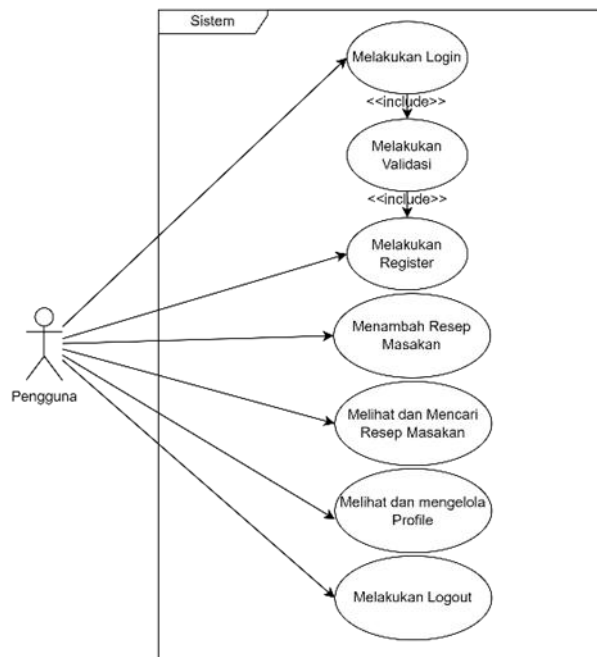 Sistem
Melakukan Login
<<include>>
Melakukan
Validasi
<<include>>
Melakukan
Register
Menambah Resep
Masakan
Pengguna
Melihat dan Mencari
Resep Masakan
Melihat dan mengelola
Profile
Melakukan Logout